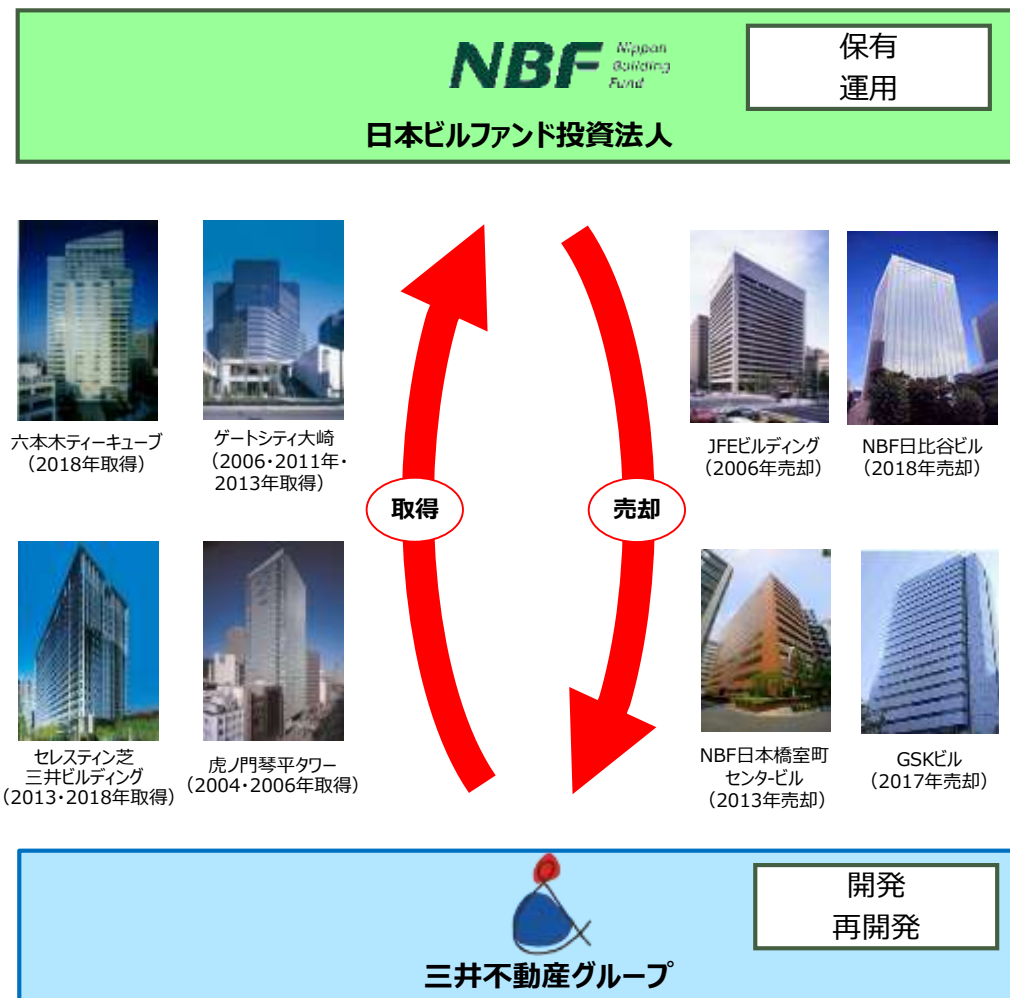 NBF Nippon
Building
Fund
保有
運用
日本ビルファンド投資法人
六本木ティーキューブ
（2018年取得）
ゲートシティ大崎
（2006・2011年・
2013年取得）
JFEビルディング
（2006年売却）
NBF日比谷ビル
（2018年売却）
取得
売却
セレスティン芝
三井ビルディング
（2013・2018年取得）
虎ノ門琴平タワー
（2004・2006年取得）
NBF日本橋室町
センタービル
（2013年売却）
GSKビル
（2017年売却）
開発
再開発
三井不動産グループ